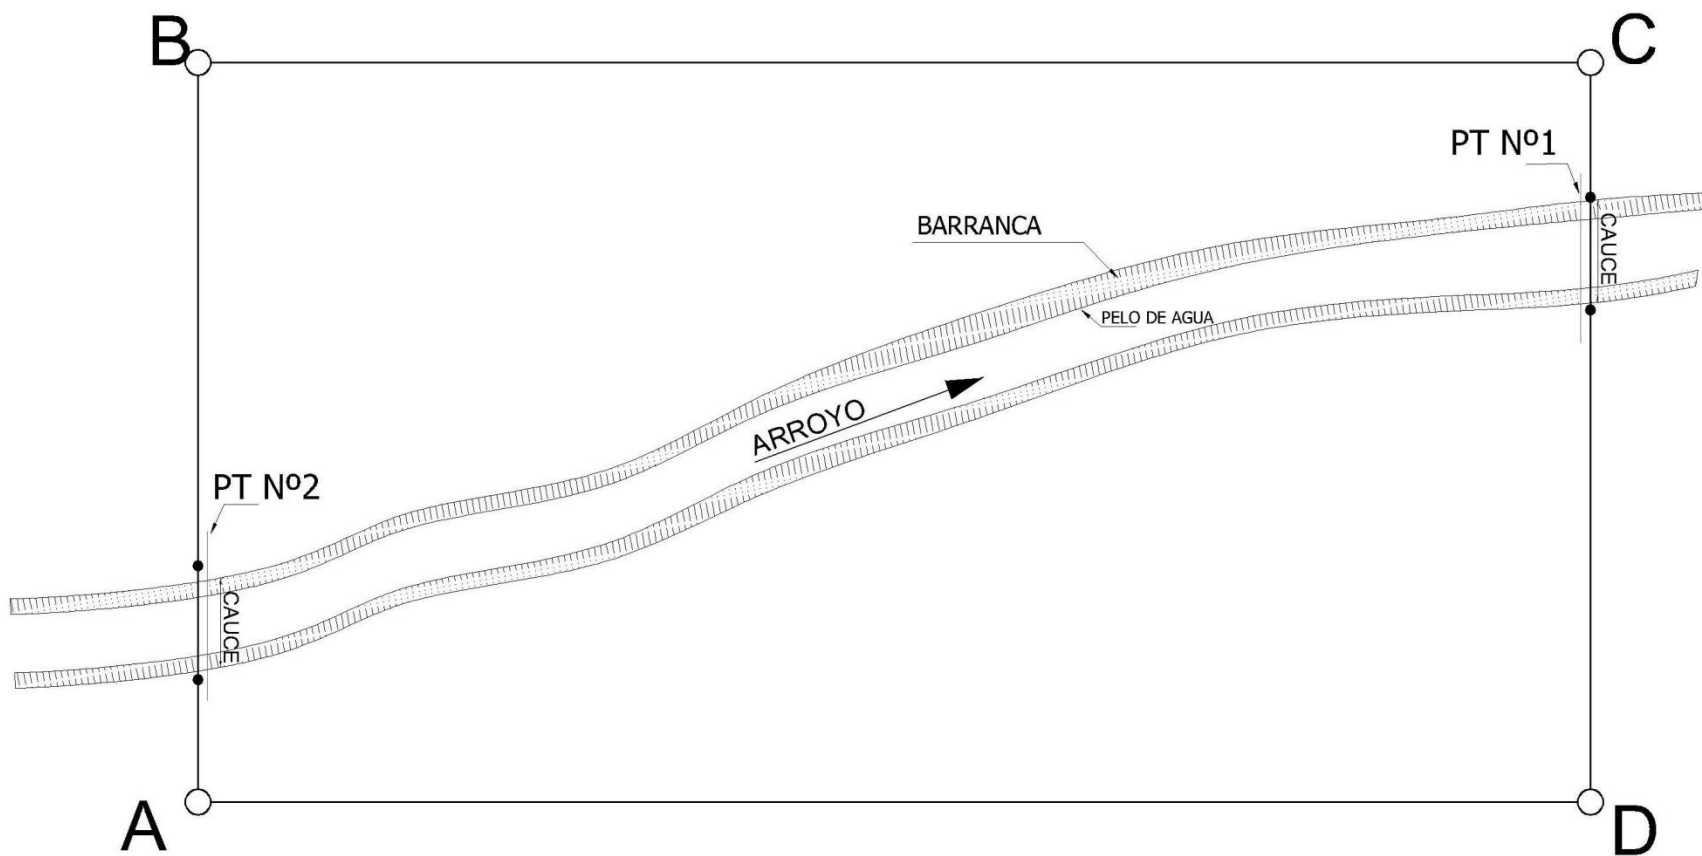 B
C
PT Nº1
CAUCE
BARRANCA
PELO DE AGUA
ARROYO
PT Nº2
CAUCE
A
D